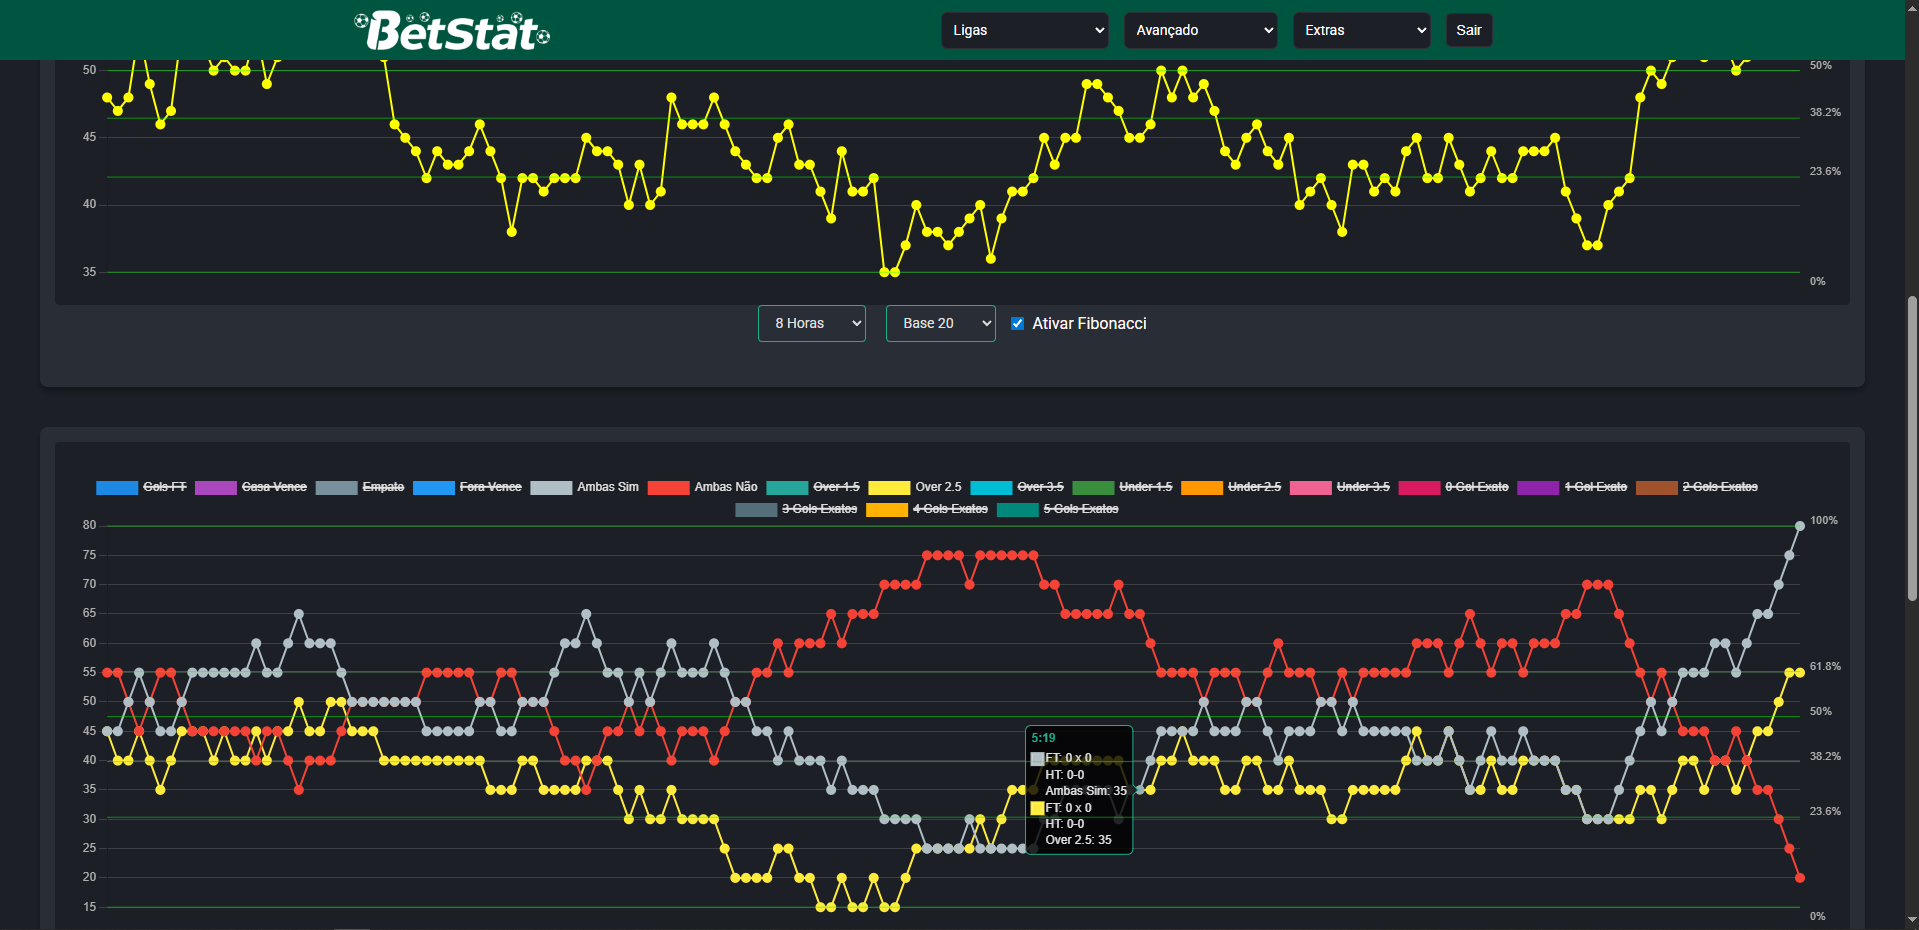 BetStat
Ligas
Avançado
Extras
Sair
50
45
40
35
50%
38.2%
23.6%
0%
8 Horas
Base 20
Ativar Fibonacci
Gols FT
Casa Vence
Empate
Fora Vence
Ambas Sim
Ambas Não
Over 1.5
Over 2.5
Over 3.5
Under 1.5
Under 2.5
Under 3.5
0 Gol Exato
1 Gol Exato
2 Gols Exatos
3 Gols Exatos
4 Gols Exatos
5 Gols Exatos
80
75
70
65
60
55
50
45
40
35
30
25
20
15
100%
61.8%
50%
38.2%
23.6%
0%
5:19
FT: 0 x 0
HT: 0-0
Ambas Sim: 35
FT: 0 x 0
HT: 0-0
Over 2.5: 35